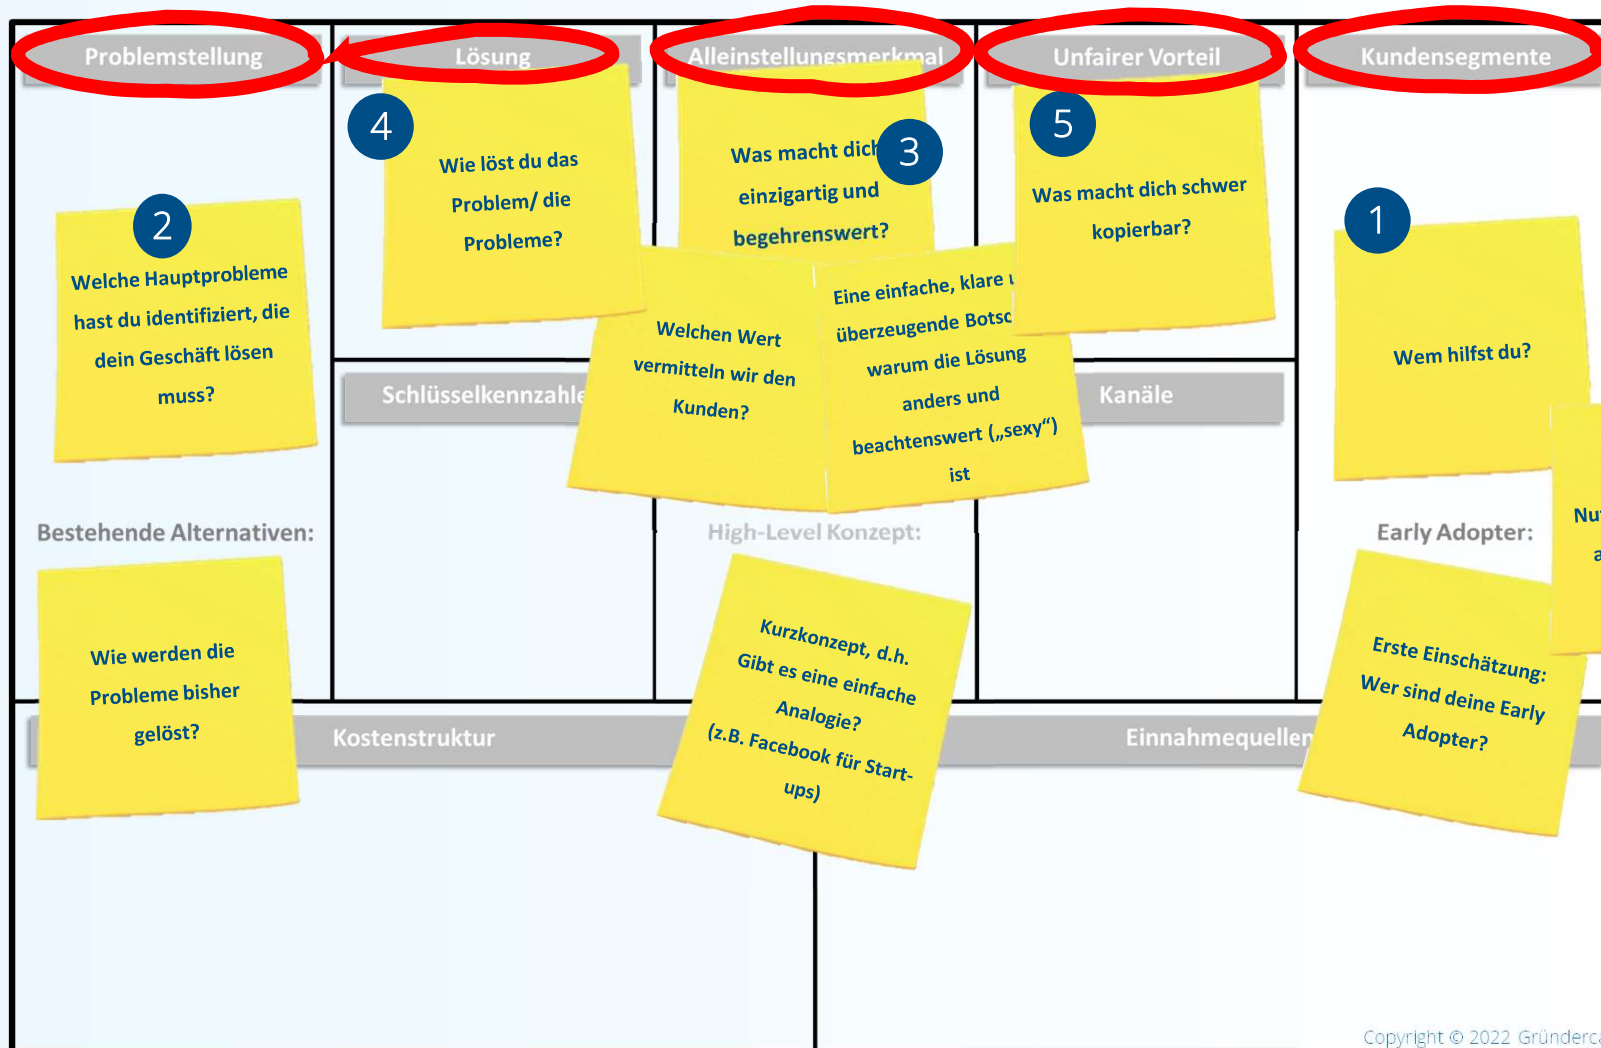 Problemstellung
2
Welche Hauptprobleme
hast du identifiziert, die
dein Geschäft lösen
muss?
Bestehende Alternativen:
Wie werden die
Probleme bisher
gelöst?
Lösung
4
Wie löst du das
Problem/ die
Probleme?
Schlüsselkennzahle
Alleinstellungsmerkmal
3
Was macht dich
einzigartig und
begehrenswert?
Welchen Wert
vermitteln wir den
Kunden?
Eine einfache, klare
überzeugende Botsc
warum die Lösung
anders und
beachtenswert („sexy“)
ist
High-Level Konzept:
Kurzkonzept, d.h.
Gibt es eine einfache
Analogie?
(z.B. Facebook für Start-
ups)
Unfairer Vorteil
5
Was macht dich schwer
kopierbar?
Kanäle
Kundensegmente
1
Wem hilfst du?
Early Adopter:
Erste Einschätzung:
Wer sind deine Early
Adopter?
Kostenstruktur
Einnahmequellen
Copyright © 2022 Gründerc